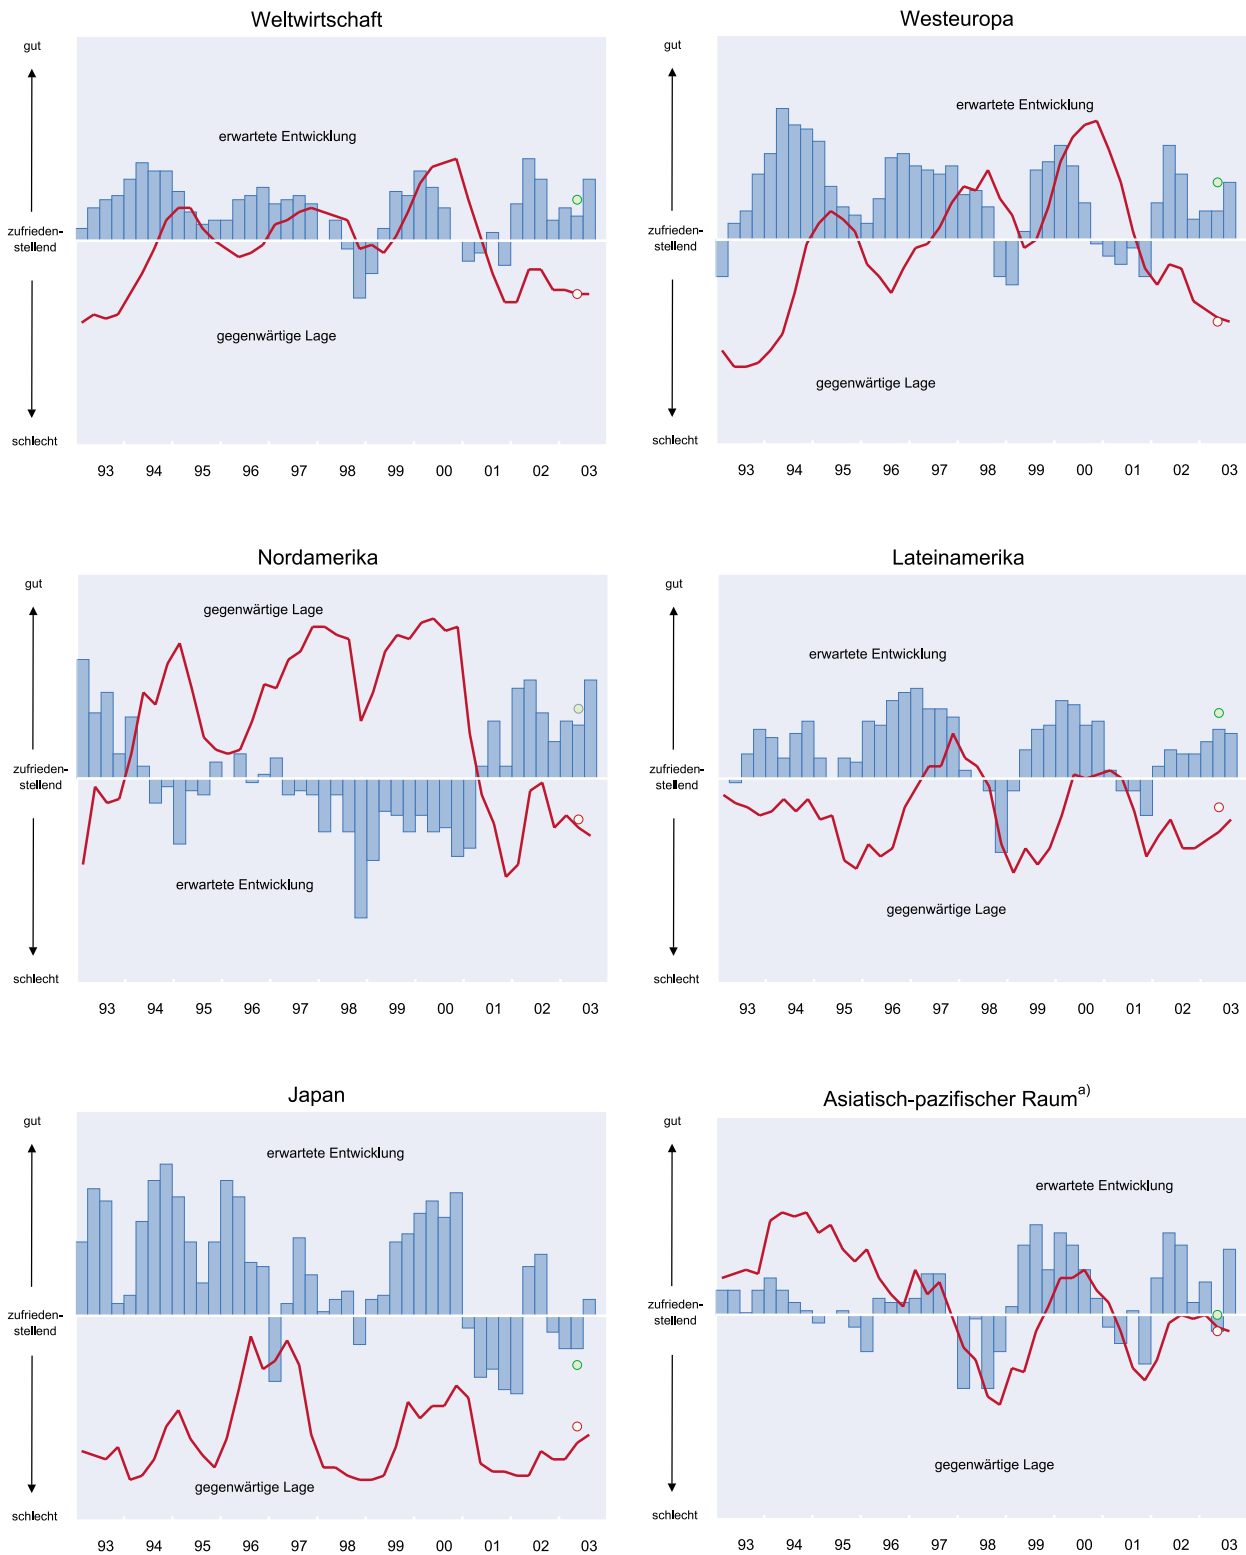 Weltwirtschaft
gut
erwartete Entwicklung
zufrieden-
stellend
gegenwärtige Lage
schlecht
93 94 95 96 97 98 99 00 01 02 03
Westeuropa
gut
erwartete Entwicklung
zufrieden-
stellend
gegenwärtige Lage
schlecht
93 94 95 96 97 98 99 00 01 02 03
Nordamerika
gut
gegenwärtige Lage
zufrieden-
stellend
erwartete Entwicklung
schlecht
93 94 95 96 97 98 99 00 01 02 03
Lateinamerika
gut
erwartete Entwicklung
zufrieden-
stellend
gegenwärtige Lage
schlecht
93 94 95 96 97 98 99 00 01 02 03
Japan
gut
erwartete Entwicklung
zufrieden-
stellend
gegenwärtige Lage
schlecht
93 94 95 96 97 98 99 00 01 02 03
Asiatisch-pazifischer Raum a)
gut
erwartete Entwicklung
zufrieden-
stellend
gegenwärtige Lage
schlecht
93 94 95 96 97 98 99 00 01 02 03